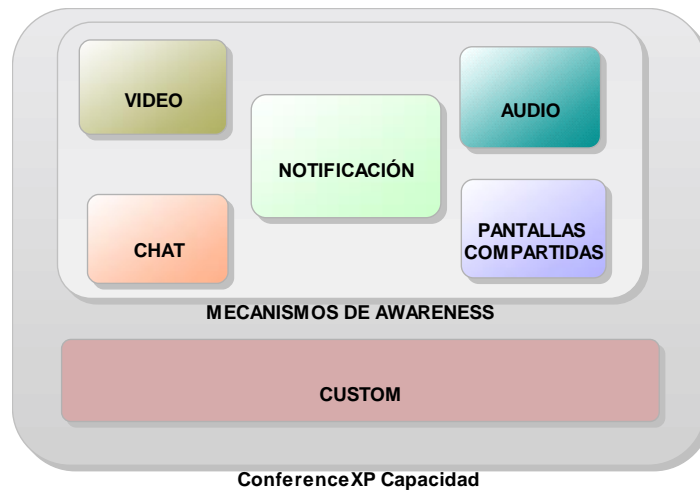 VIDEO
AUDIO
NOTIFICACIÓN
CHAT
PANTALLAS
COMPARTIDAS
MECANISMOS DE AWARENESS
CUSTOM
ConferenceXP Capacidad